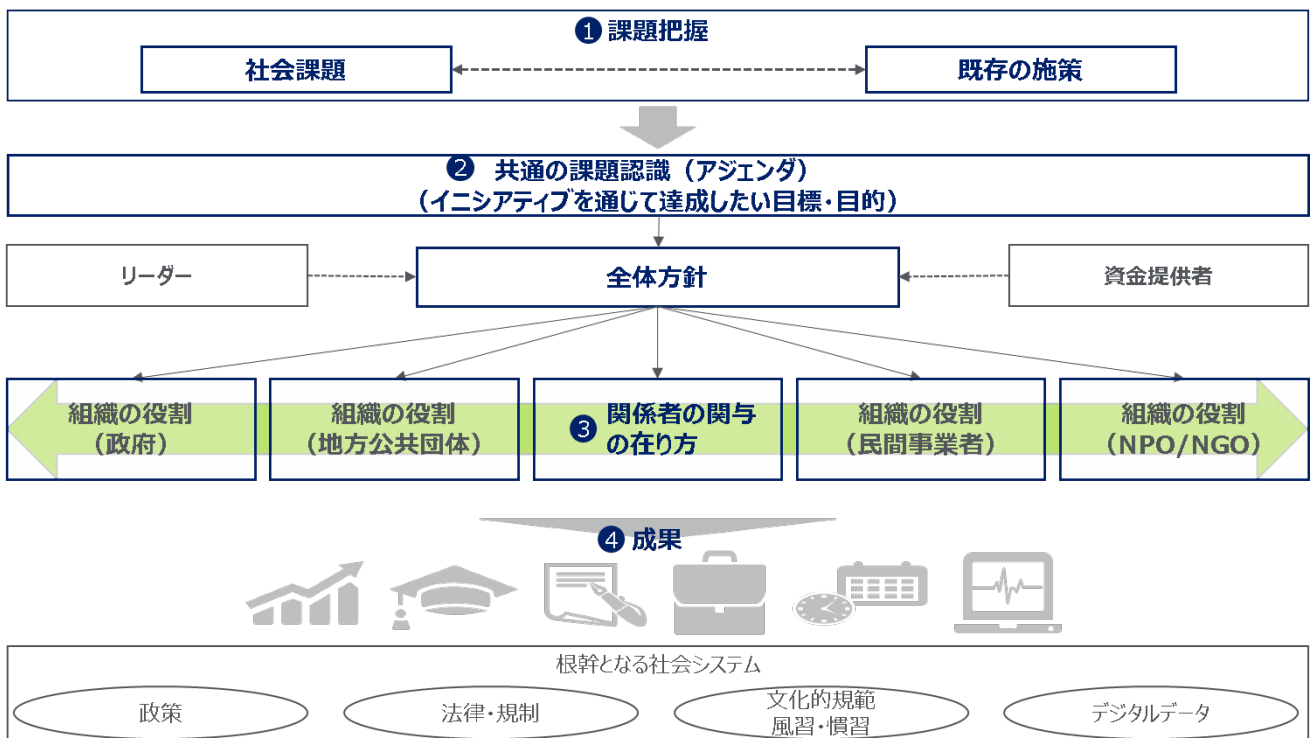 ❶ 課題把握
社会課題
既存の施策
❷ 共通の課題認識（アジェンダ）
（イニシアティブを通じて達成したい目標・目的）
リーダー
全体方針
資金提供者
組織の役割
（政府）
組織の役割
（地方公共団体）
❸ 関係者の関与
の在り方
組織の役割
（民間事業者）
組織の役割
（NPO/NGO）
❹ 成果
根幹となる社会システム
政策
法律・規制
文化的規範
風習・慣習
デジタルデータ